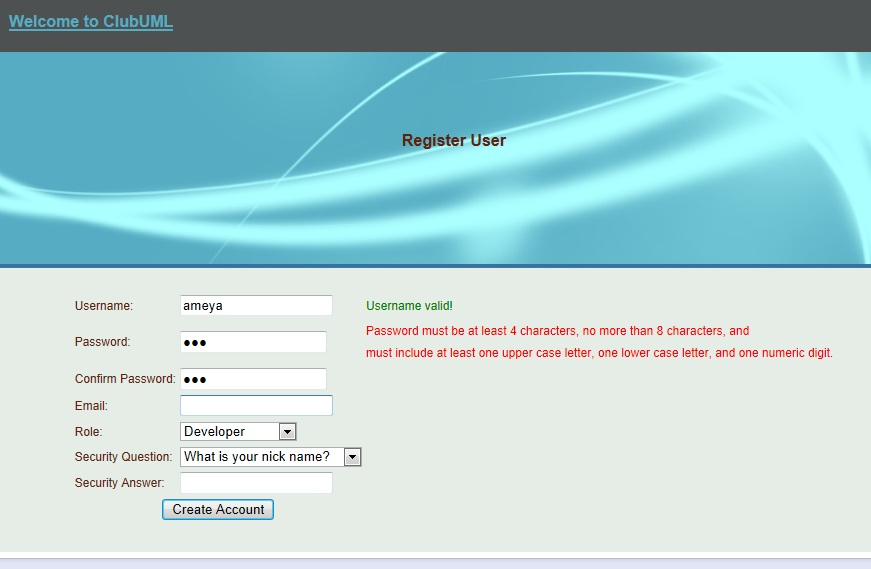 Welcome to ClubUML
Register User
Username: ameya Username valid!
Password must be at least 4 characters, no more than 8 characters, and
Password: ●●●
must include at least one upper case letter, one lower case letter, and one numeric digit.
Confirm Password: ●●●
Email:
Role: Developer
Security Question: What is your nick name?
Security Answer:
Create Account